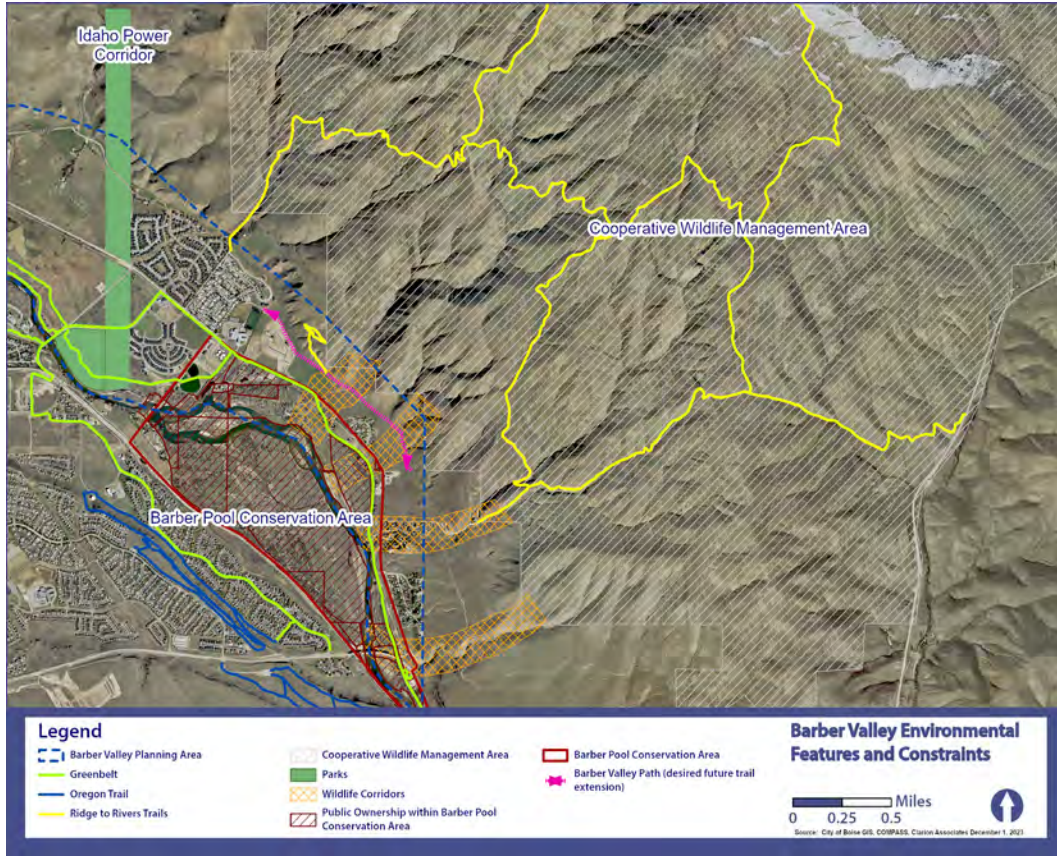 Idaho Power
Corridor
Cooperative Wildlife Management Area
Barber Pool Conservation Area
Legend
Barber Valley Planning Area
Greenbelt
Oregon Trail
Ridge to Rivers Trails
Cooperative Wildlife Management Area
Parks
Wildlife Corridors
Public Ownership within Barber Pool
Conservation Area
Barber Pool Conservation Area
Barber Valley Path (desired future trail
extension)
Barber Valley Environmental
Features and Constraints
Miles
0 0.25 0.5
Source: City of Boise GIS, COMPASS, Clarion Associates December 1, 2023